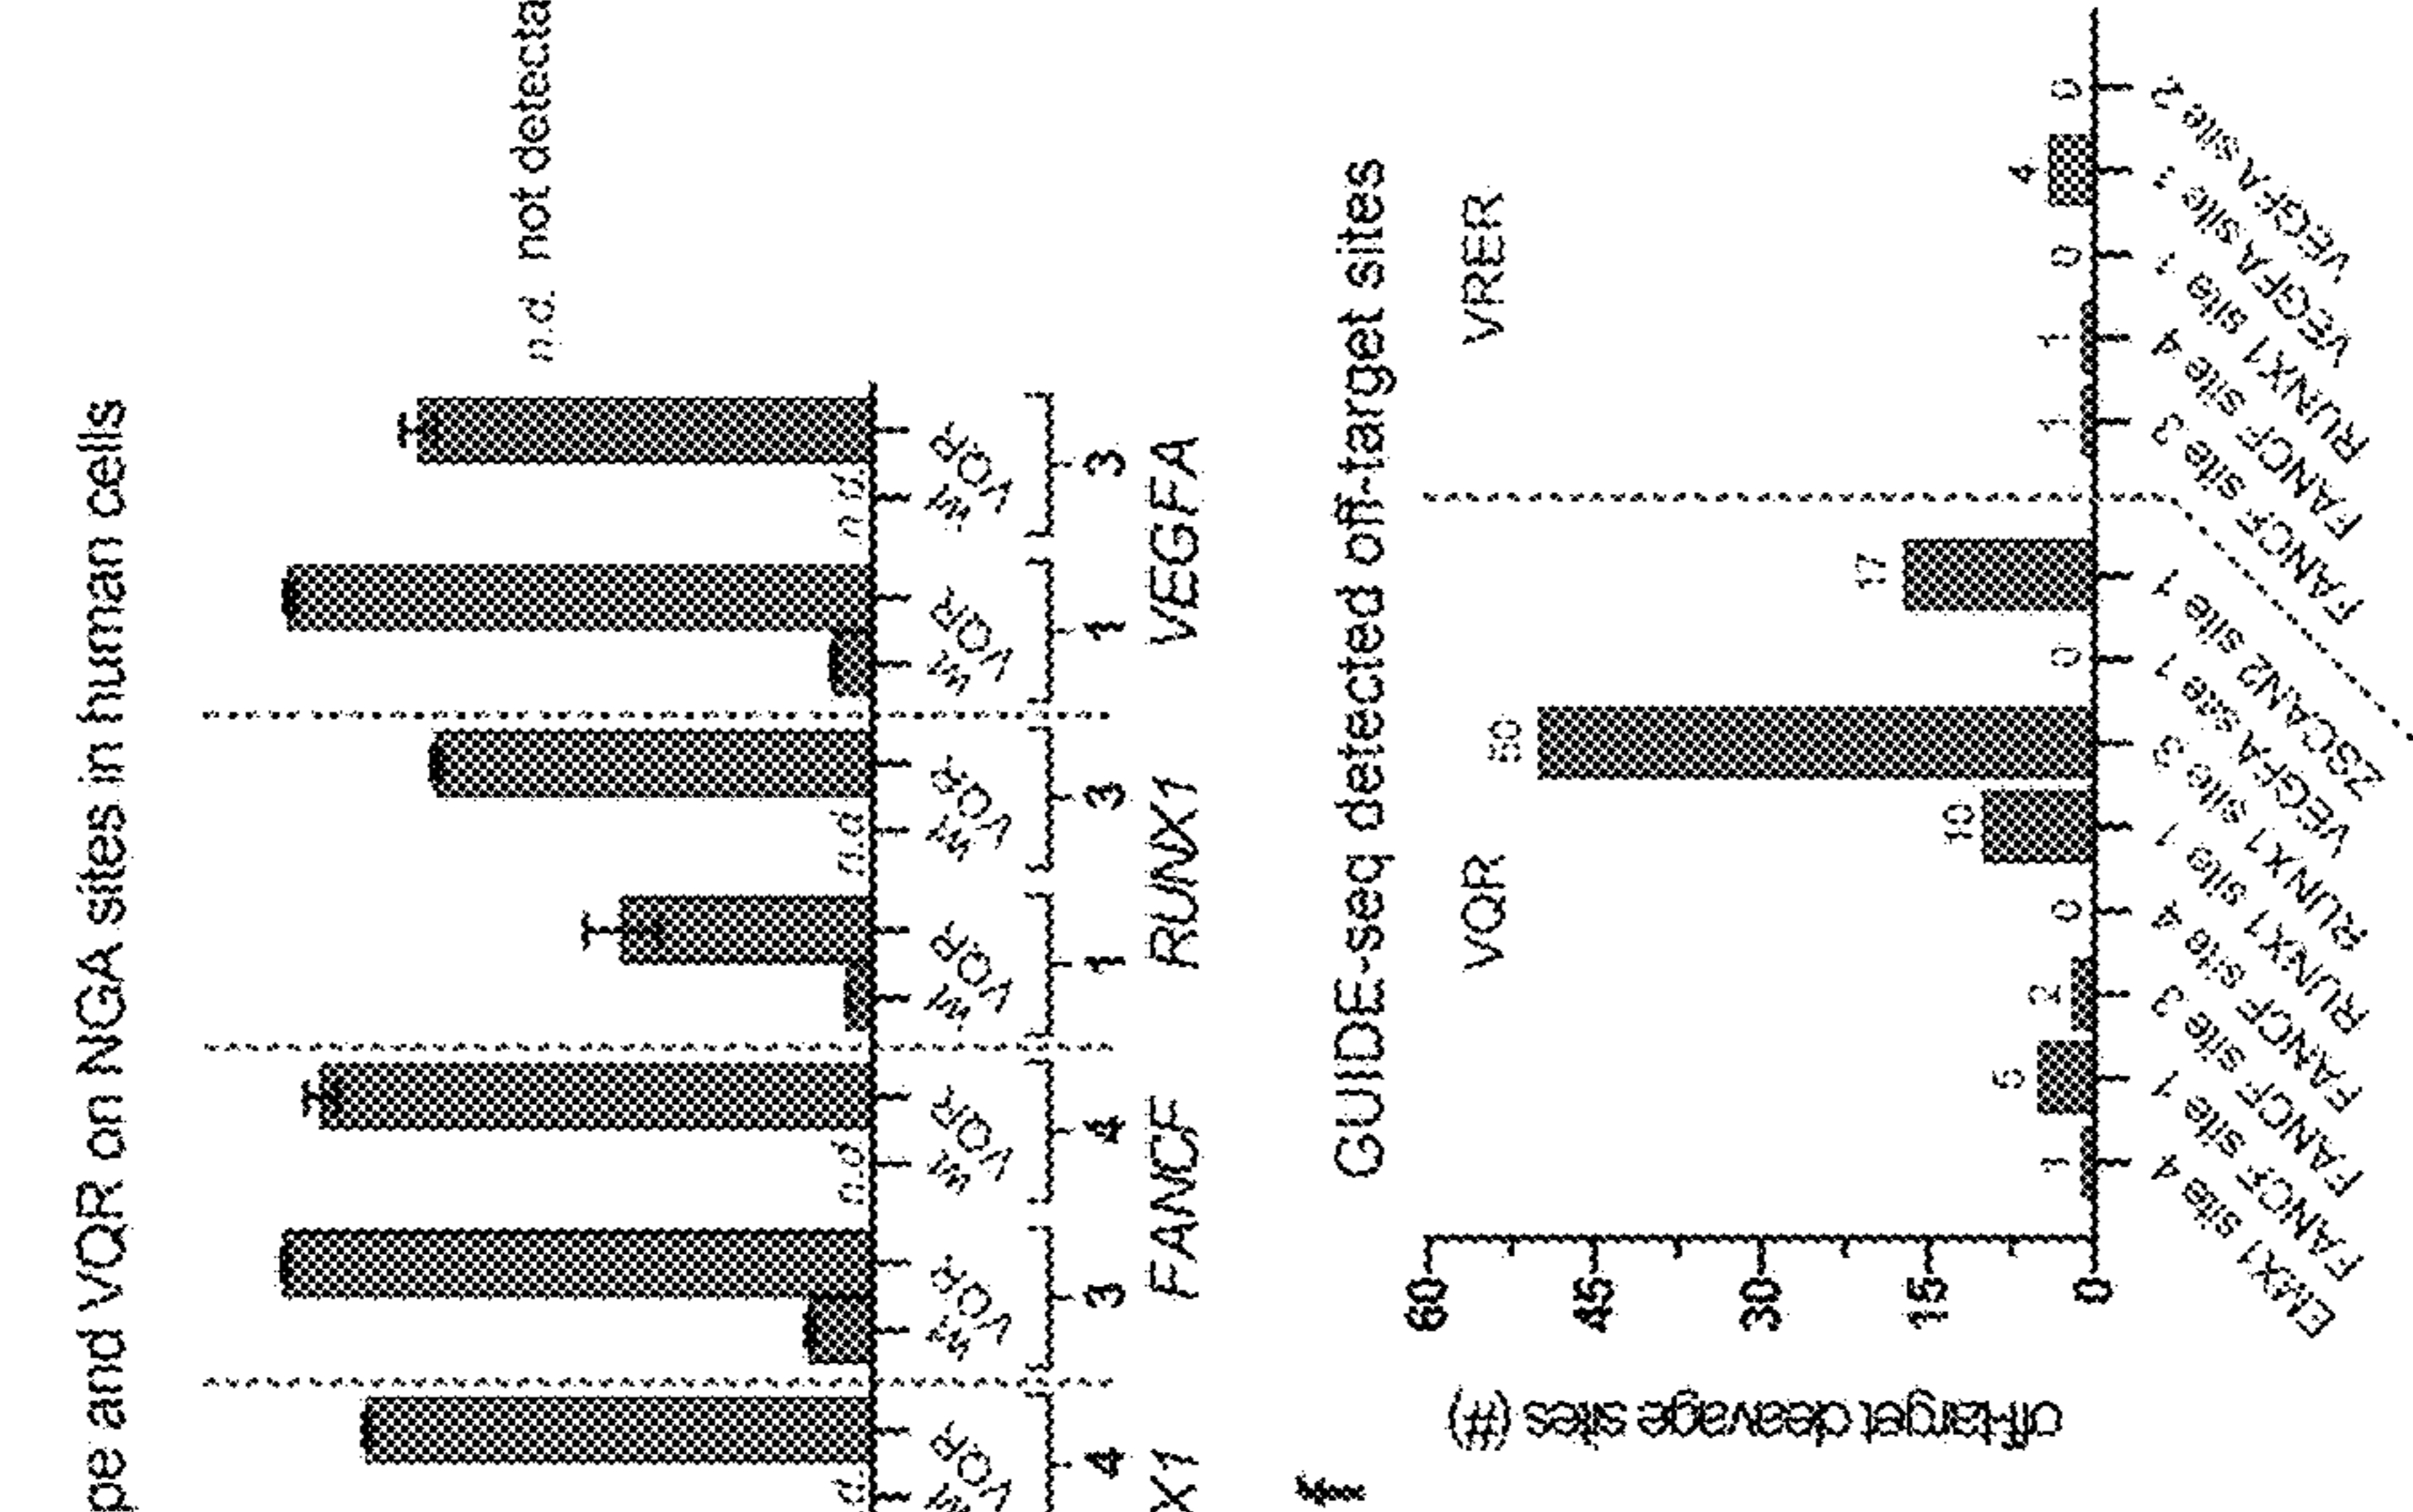 pe and VQR on NGA sites in human cells
n.d. not detecta
d. n.d. n.d. n.d.
wt VQR wt VQR wt VQR wt VQR wt VQR wt VQR wt VQR
4 3 4 1 3 1 3
X1 FANCF RUNX1 VEGFA
f
GUIDE-seq detected off-target sites
VQR VRER
off-target cleavage sites (#)
60
45
30
15
0
5 2 0 10 50 0 17 1 1 0 4 0
EMX1 site 4
FANCF site 1
FANCF site 3
FANCF site 4
RUNX1 site 1
RUNX1 site 3
VEGFA site 1
ZSCAN2 site 1
FANCF site 3
FANCF site 4
RUNX1 site 1
VEGFA site 1
VEGFA site 2